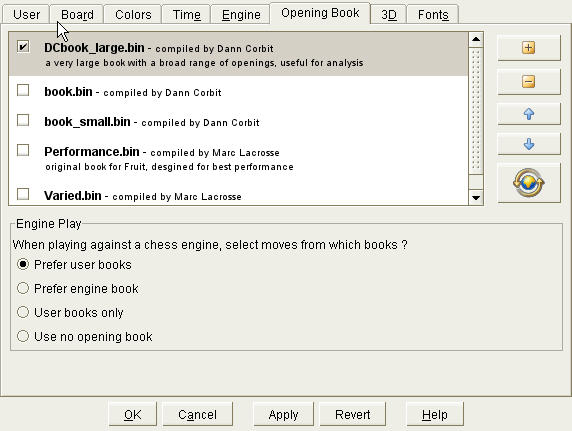 User Board Colors Time Engine Opening Book 3D Fonts
DCbook_large.bin - compiled by Dann Corbit
a very large book with a broad range of openings, useful for analysis
book.bin - compiled by Dann Corbit
book_small.bin - compiled by Dann Corbit
Performance.bin - compiled by Marc Lacrosse
original book for Fruit, desgined for best performance
Varied.bin - compiled by Marc Lacrosse
Engine Play
When playing against a chess engine, select moves from which books ?
Prefer user books
Prefer engine book
User books only
Use no opening book
OK Cancel Apply Revert Help